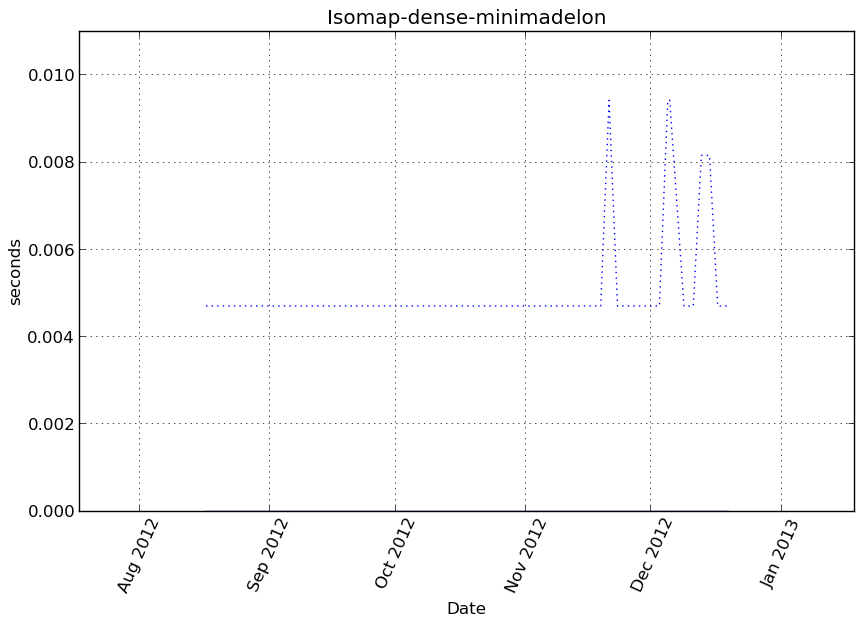 Isomap-dense-minimadelon
0.010
0.008
0.006
0.004
0.002
0.000
seconds
Aug 2012
Sep 2012
Oct 2012
Nov 2012
Dec 2012
Jan 2013
Date